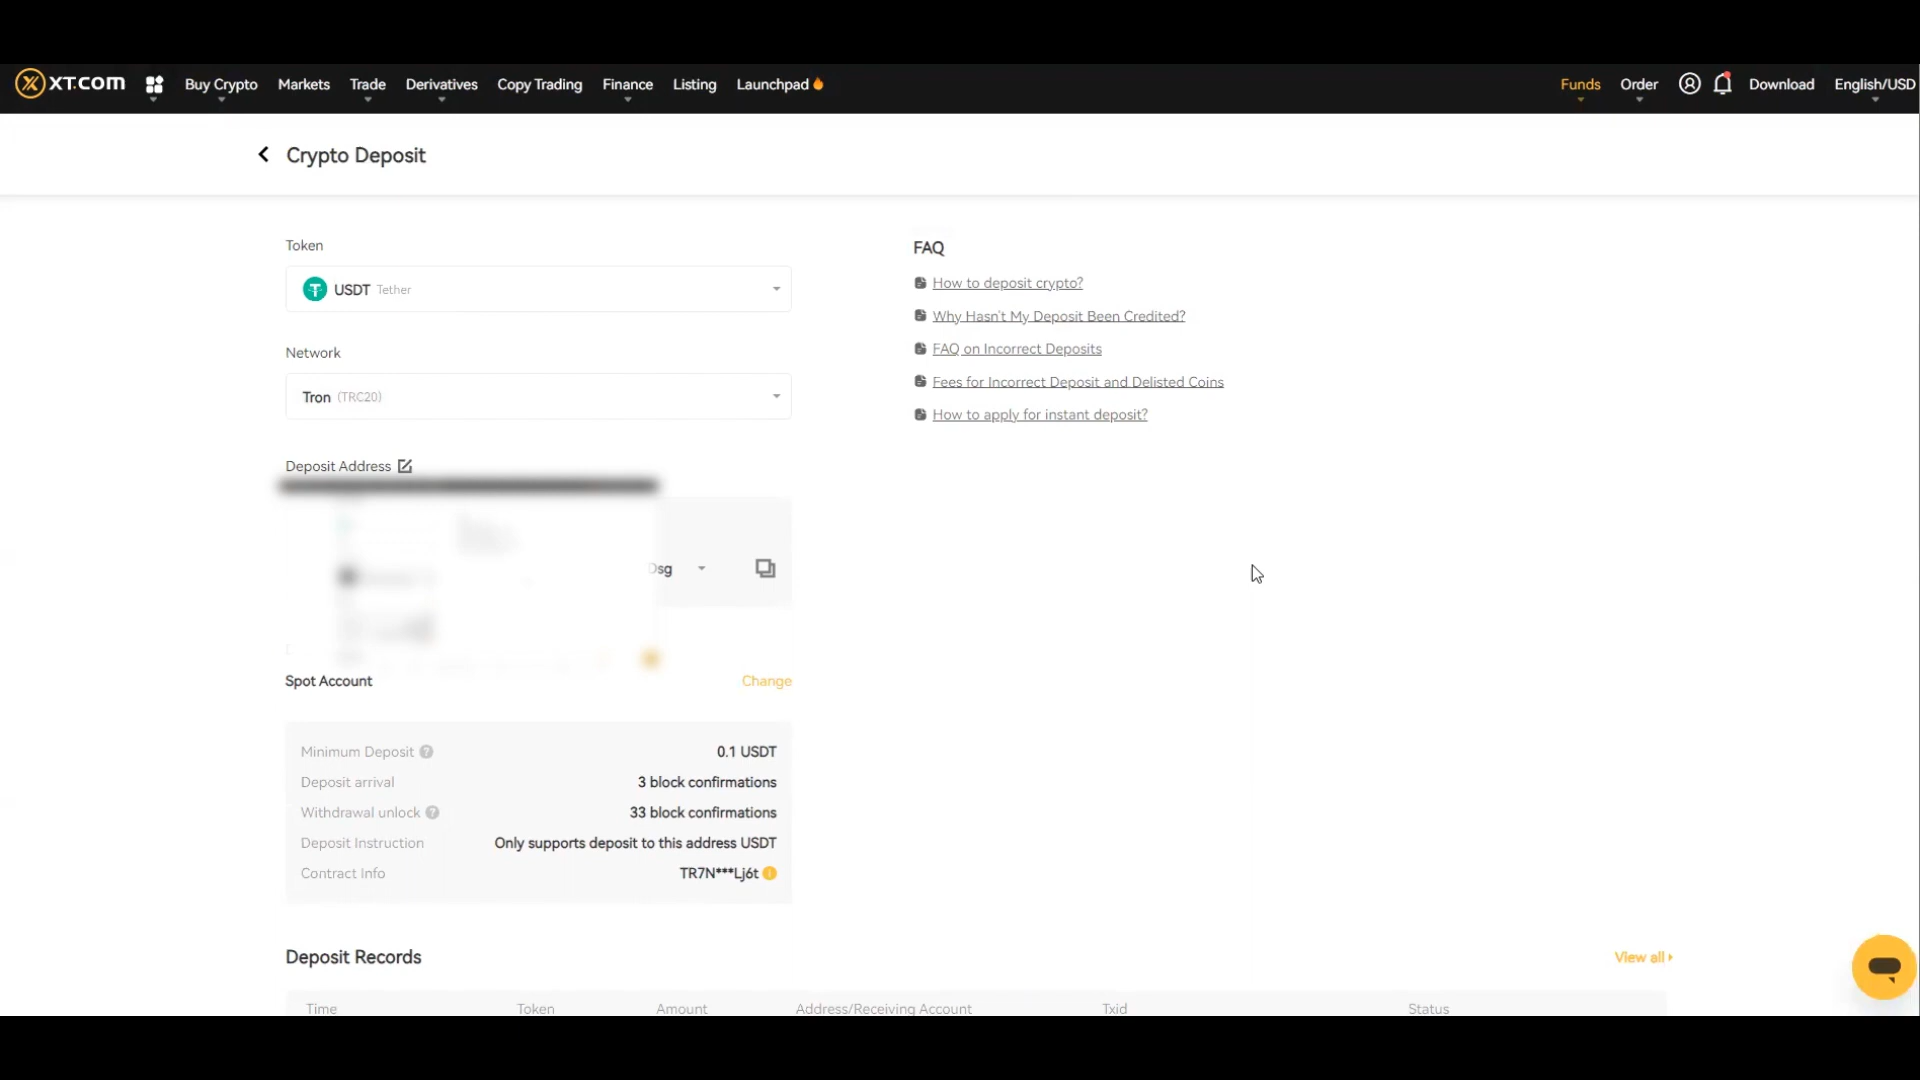 XT.COM Buy Crypto Markets Trade Derivatives Copy Trading Finance Listing Launchpad Funds Order Download English/USD
Crypto Deposit
Token
USDT Tether
Network
Tron (TRC20)
Deposit Address
sg
Spot Account Change
Minimum Deposit 0.1 USDT
Deposit arrival 3 block confirmations
Withdrawal unlock 33 block confirmations
Deposit Instruction Only supports deposit to this address USDT
Contract Info TR7N***Lj6t
FAQ
How to deposit crypto?
Why Hasn't My Deposit Been Credited?
FAQ on Incorrect Deposits
Fees for Incorrect Deposit and Delisted Coins
How to apply for instant deposit?
Deposit Records View all
Time Token Amount Address/Receiving Account Txid Status